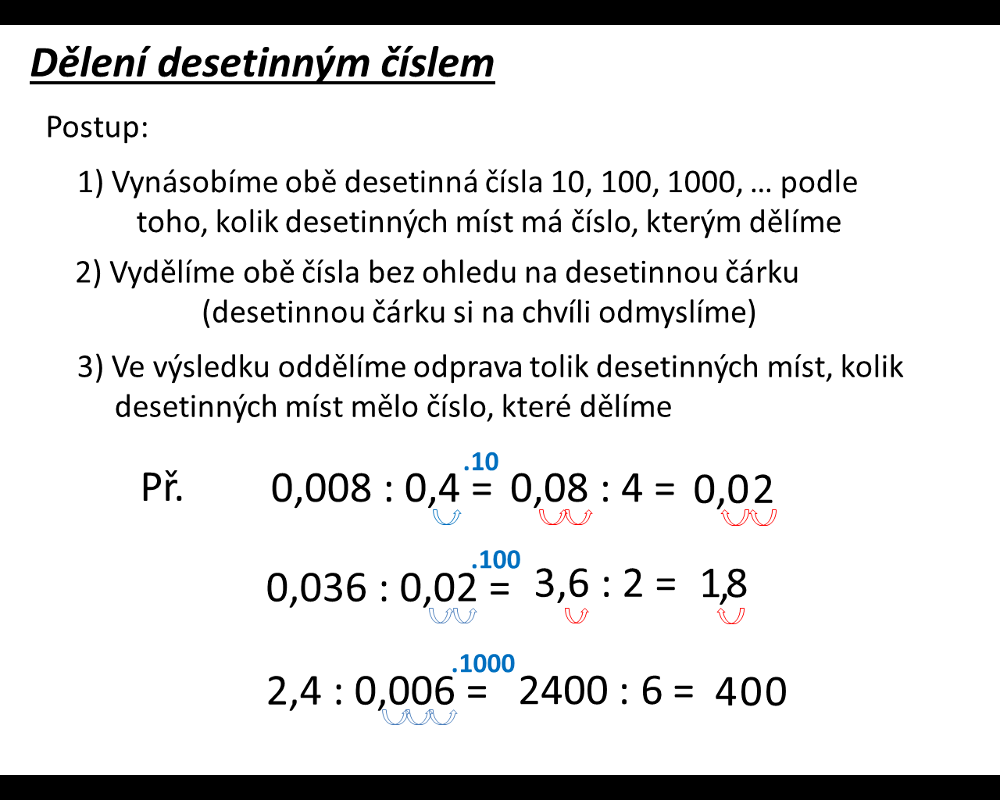 Dělení desetinným číslem
Postup:
1) Vynásobíme obě desetinná čísla 10, 100, 1000, … podle
toho, kolik desetinných míst má číslo, kterým dělíme
2) Vydělíme obě čísla bez ohledu na desetinnou čárku
(desetinnou čárku si na chvíli odmyslíme)
3) Ve výsledku oddělíme odprava tolik desetinných míst, kolik
desetinných míst mělo číslo, které dělíme
.10
Př. 0,008 : 0,4 = 0,08 : 4 = 0,02
.100
0,036 : 0,02 = 3,6 : 2 = 1,8
.1000
2,4 : 0,006 = 2400 : 6 = 400